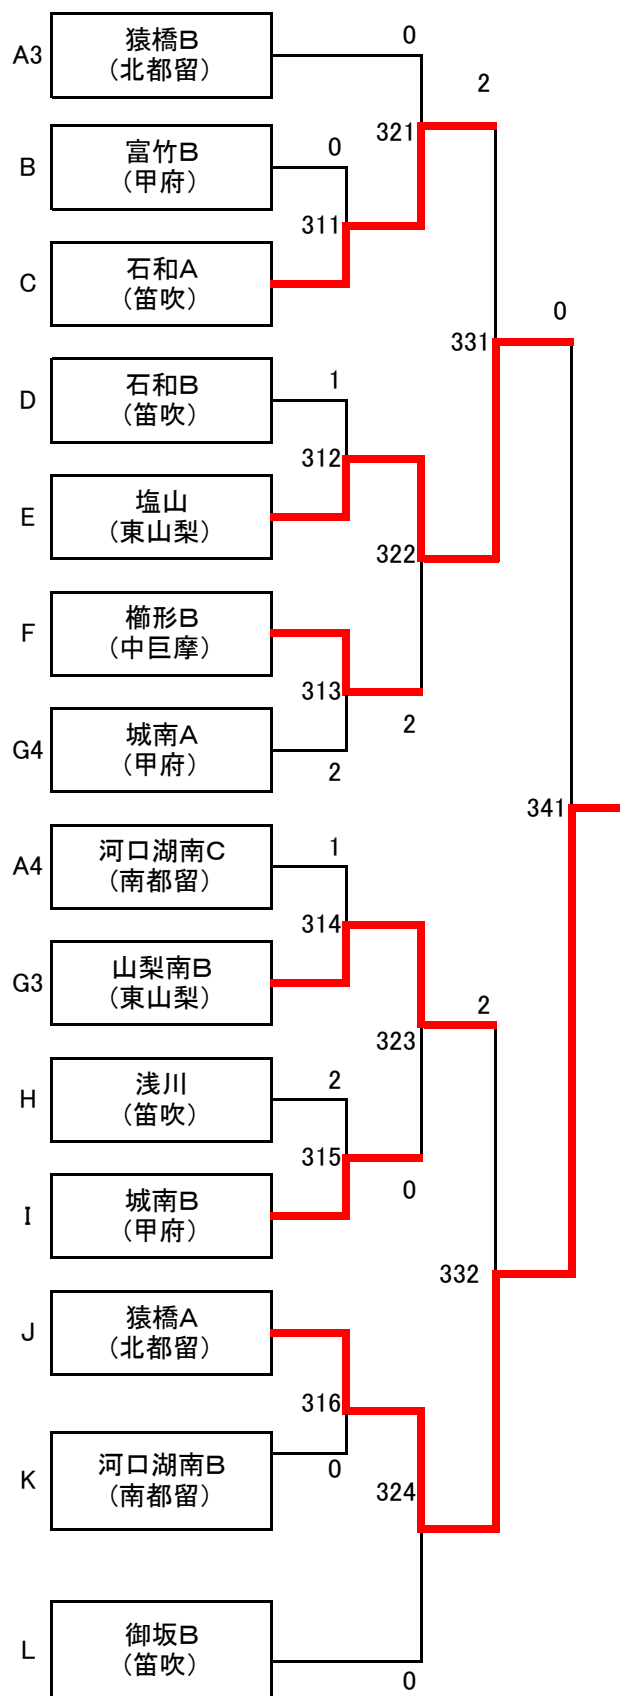 0
A3
猿橋B
(北都留)
2
321
B
富竹B
(甲府)
0
311
C
石和A
(笛吹)
0
331
D
石和B
(笛吹)
1
312
E
塩山
(東山梨)
322
F
櫛形B
(中巨摩)
313
2
G4
城南A
(甲府)
2
341
A4
河口湖南C
(南都留)
1
314
G3
山梨南B
(東山梨)
2
323
H
浅川
(笛吹)
2
315
0
I
城南B
(甲府)
332
J
猿橋A
(北都留)
316
K
河口湖南B
(南都留)
0
324
L
御坂B
(笛吹)
0